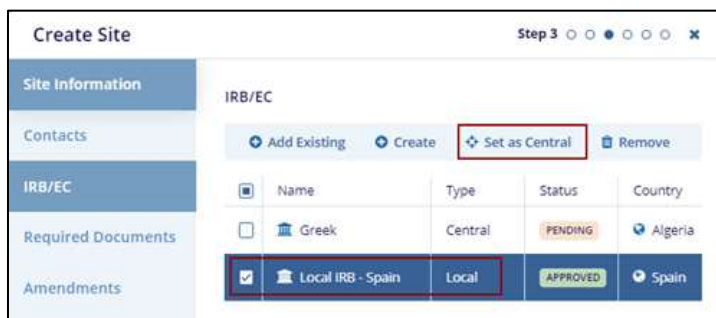 Create Site
Step 3
Site Information
Contacts
IRB/EC
Required Documents
Amendments
IRB/EC
Add Existing Create Set as Central Remove
Name Type Status Country
Greek Central PENDING Algeria
Local IRB - Spain Local APPROVED Spain